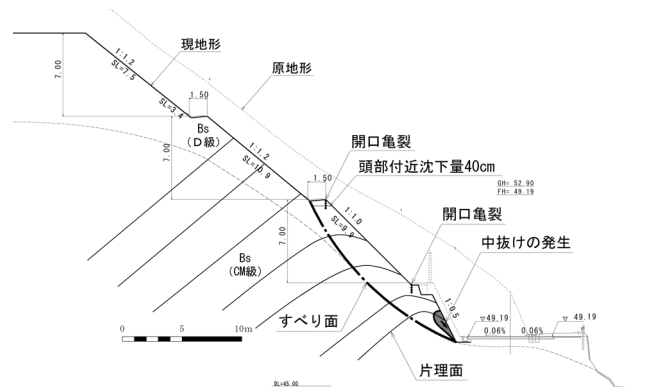 現地形
原地形
1:1.2
SL=7.5
7.00
SL=3.4
1.50
Bs
(D級)
1:1.2
SL=10.9
7.00
開口亀裂
頭部付近沈下量40cm
1.50
GH= 52.90
FH= 49.19
1:1.0
SL=9.9
7.00
開口亀裂
中抜けの発生
Bs
(CM級)
1:0.5
すべり面
▽49.19
▽ 49.19
0.06%
0.06%
0
5
10m
片理面
DL=45.00